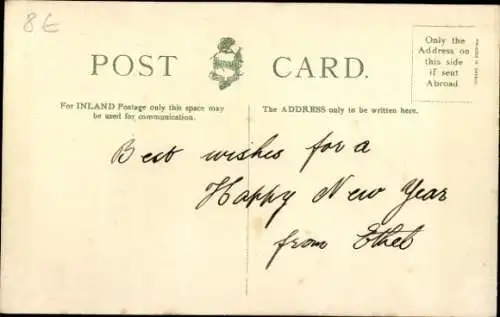 8€
POST CARD.
Only the
Address on
this side
if sent
Abroad
For INLAND Postage only this space may
be used for communication.
The ADDRESS only to be written here.
Best wishes for a
Happy New Year
from Ethel